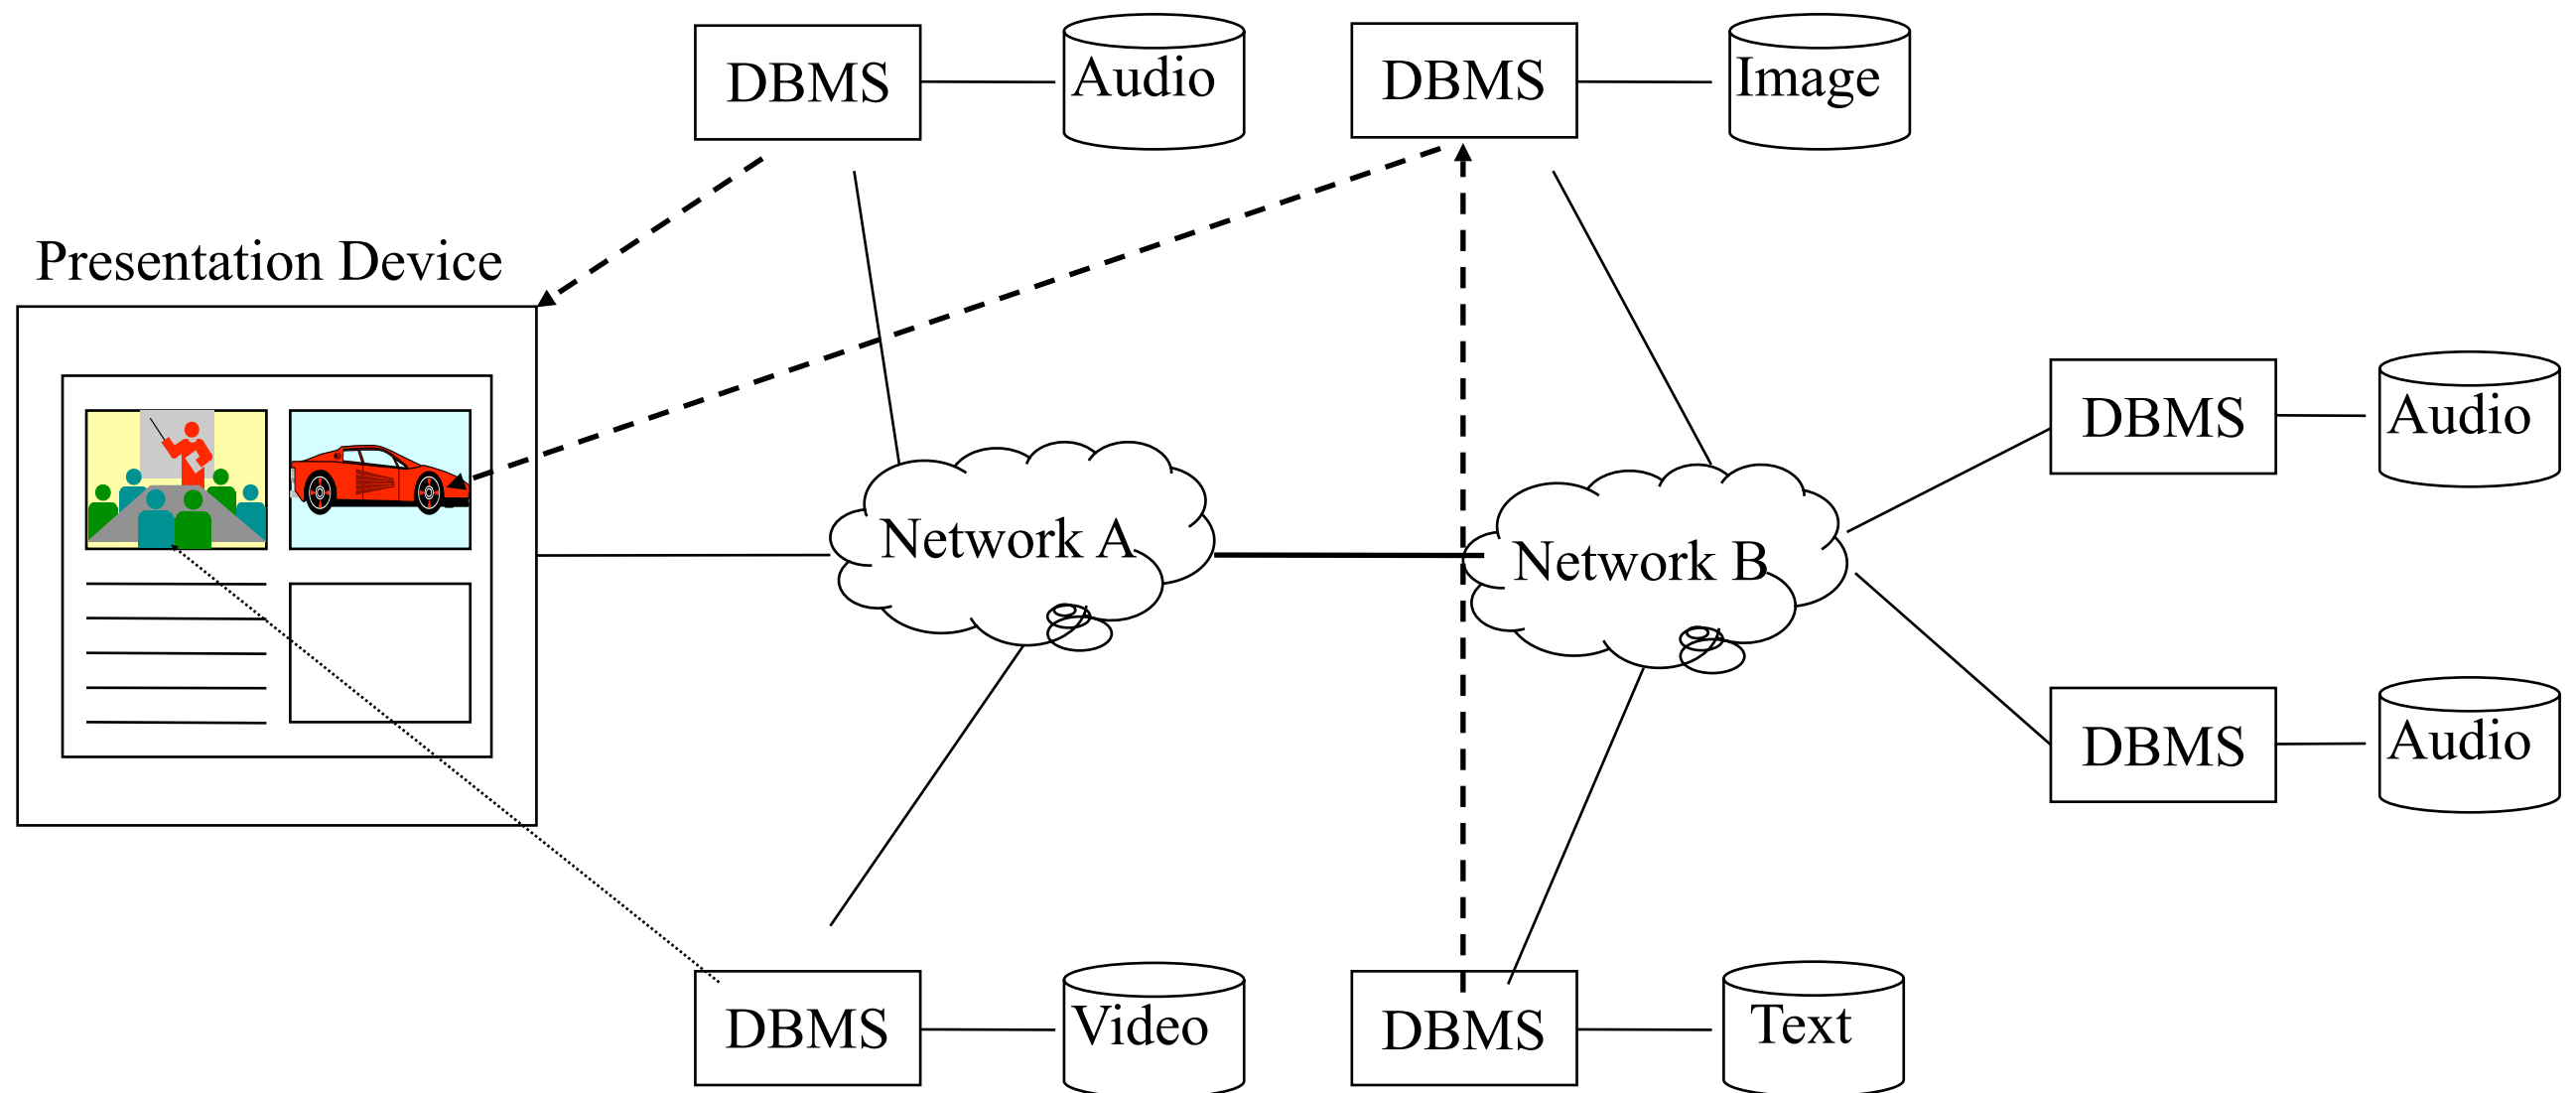 DBMS
Audio
DBMS
Image
Presentation Device
DBMS
Audio
Network A
Network B
DBMS
Audio
DBMS
Video
DBMS
Text